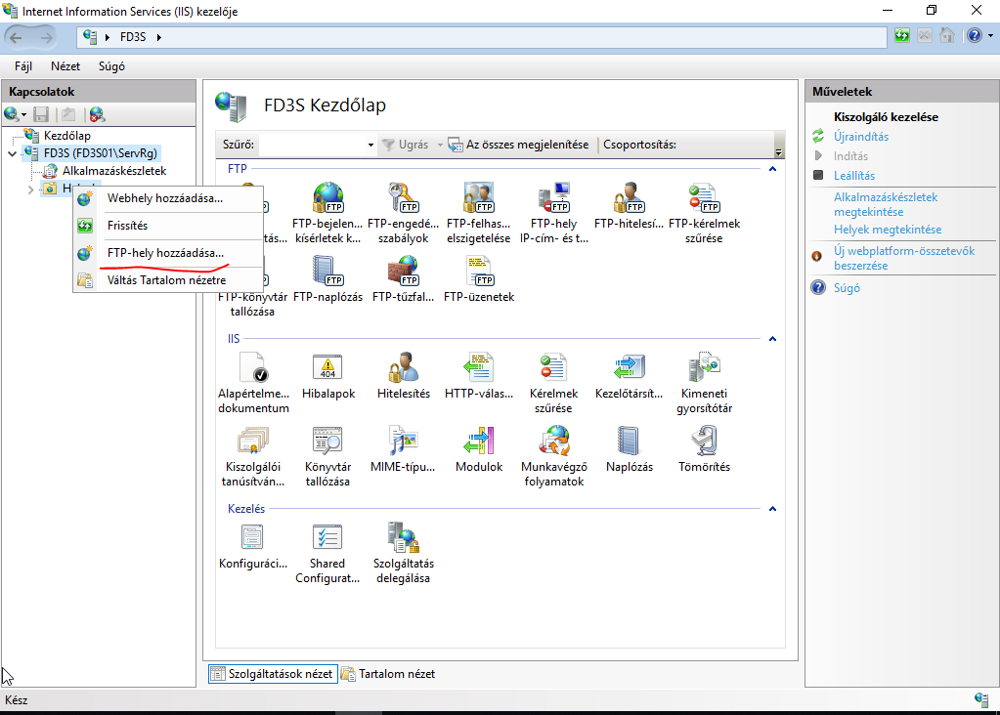 Internet Information Services (IIS) kezelője
FD3S
Fájl Nézet Súgó
Kapcsolatok
Kezdőlap
FD3S (FD3S01\ServRg)
Alkalmazáskészletek
Webhely hozzáadása...
Frissítés
FTP-hely hozzáadása...
Váltás Tartalom nézetre
FD3S Kezdőlap
Szűrő: Ugrás Az összes megjelenítése Csoportosítás:
FTP
FTP-bejelen... FTP-engedé... FTP-felhas... FTP-hely FTP-hitelesí... FTP-kérelmek
kísérletek k... szabályok elszigetelése IP-cím- és t... szűrése
FTP-könyvtár FTP-naplózás FTP-tűzfal... FTP-üzenetek
tallózása
IIS
Alapértelme... Hibalapok Hitelesítés HTTP-válas... Kérelmek Kezelőtársít... Kimeneti
dokumentum szűrése gyorsítótár
Kiszolgálói Könyvtár MIME-típu... Modulok Munkavégző Naplózás Tömörítés
tanúsítván... tallózása folyamatok
Kezelés
Konfiguráci... Shared Szolgáltatás
Configurat... delegálása
Szolgáltatások nézet Tartalom nézet
Műveletek
Kiszolgáló kezelése
Újraindítás
Indítás
Leállítás
Alkalmazáskészletek
megtekintése
Helyek megtekintése
Új webplatform-összetevők
beszerzése
Súgó
Kész